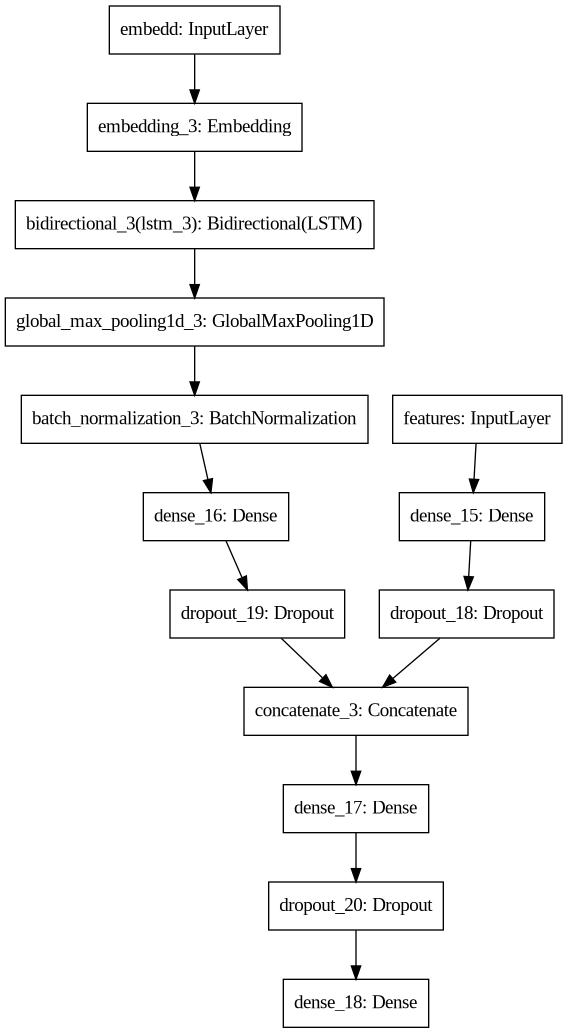 embedd: InputLayer
embedding_3: Embedding
bidirectional_3(lstm_3): Bidirectional(LSTM)
global_max_pooling1d_3: GlobalMaxPooling1D
batch_normalization_3: BatchNormalization
features: InputLayer
dense_16: Dense
dense_15: Dense
dropout_19: Dropout
dropout_18: Dropout
concatenate_3: Concatenate
dense_17: Dense
dropout_20: Dropout
dense_18: Dense